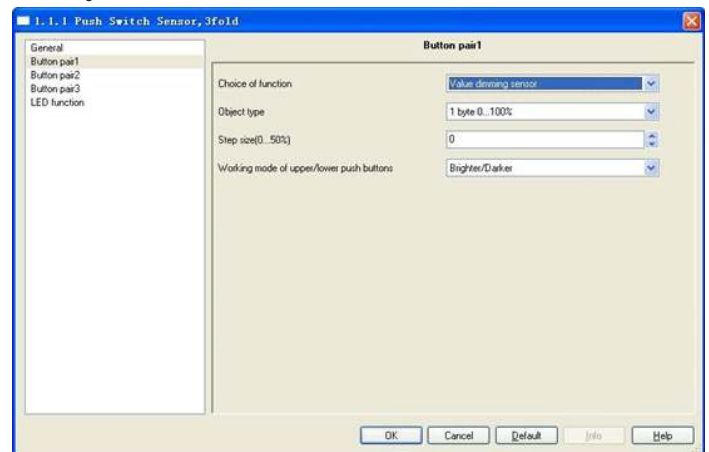 1.1.1 Push Switch Sensor,3fold
General
Button pair1
Button pair2
Button pair3
LED function
Button pair1
Choice of function
Value dimming sensor
Object type
1 byte 0...100%
Step size(0...50%)
0
Working mode of upper/lower push buttons
Brighter/Darker
OK
Cancel
Default
Info
Help